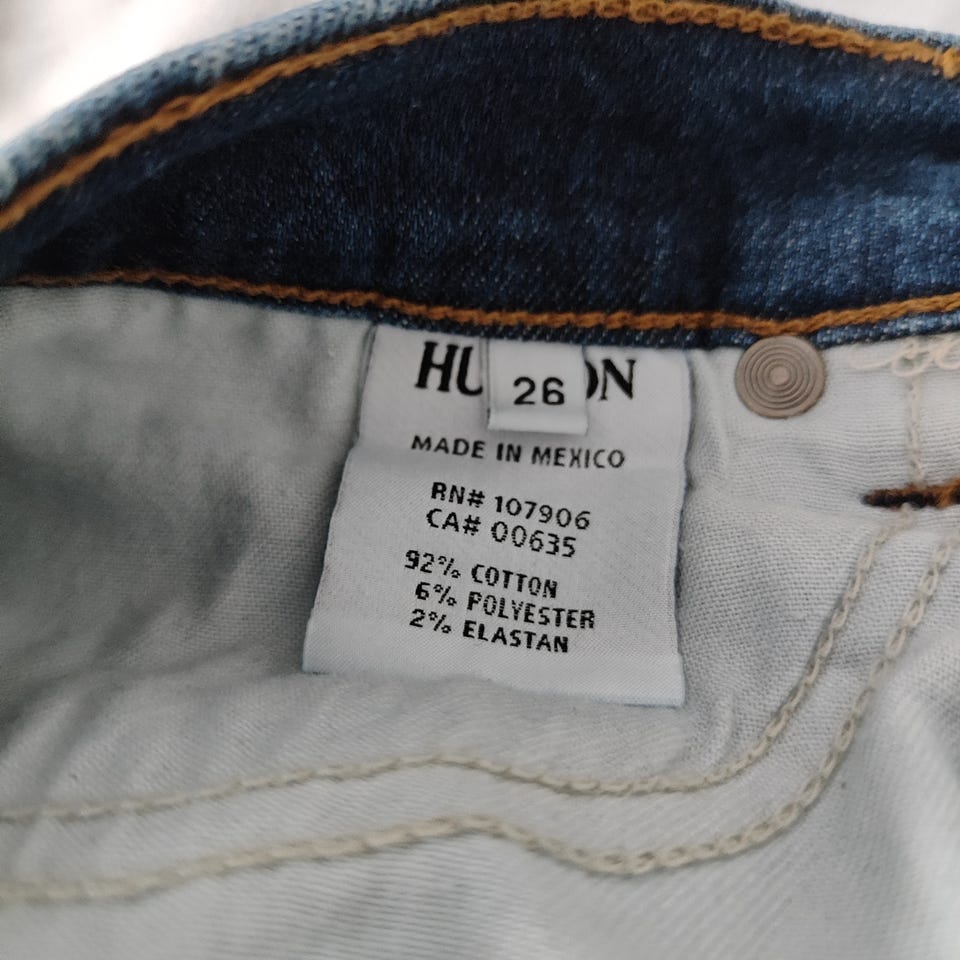 HU ON
26
MADE IN MEXICO
RN# 107906
CA# 00635
92% COTTON
6% POLYESTER
2% ELASTAN